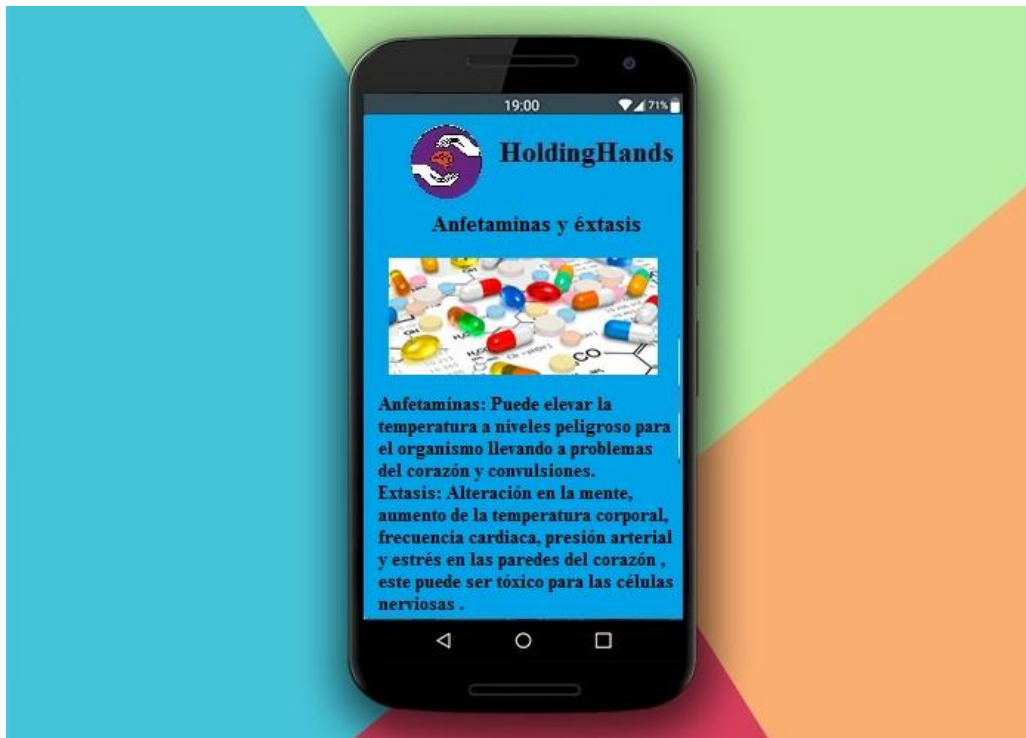 19:00 71%
HoldingHands
Anfetaminas y éxtasis
OH
CO
Anfetaminas: Puede elevar la
temperatura a niveles peligroso para
el organismo llevando a problemas
del corazón y convulsiones.
Extasis: Alteración en la mente,
aumento de la temperatura corporal,
frecuencia cardiaca, presión arterial
y estrés en las paredes del corazón ,
este puede ser tóxico para las células
nerviosas .